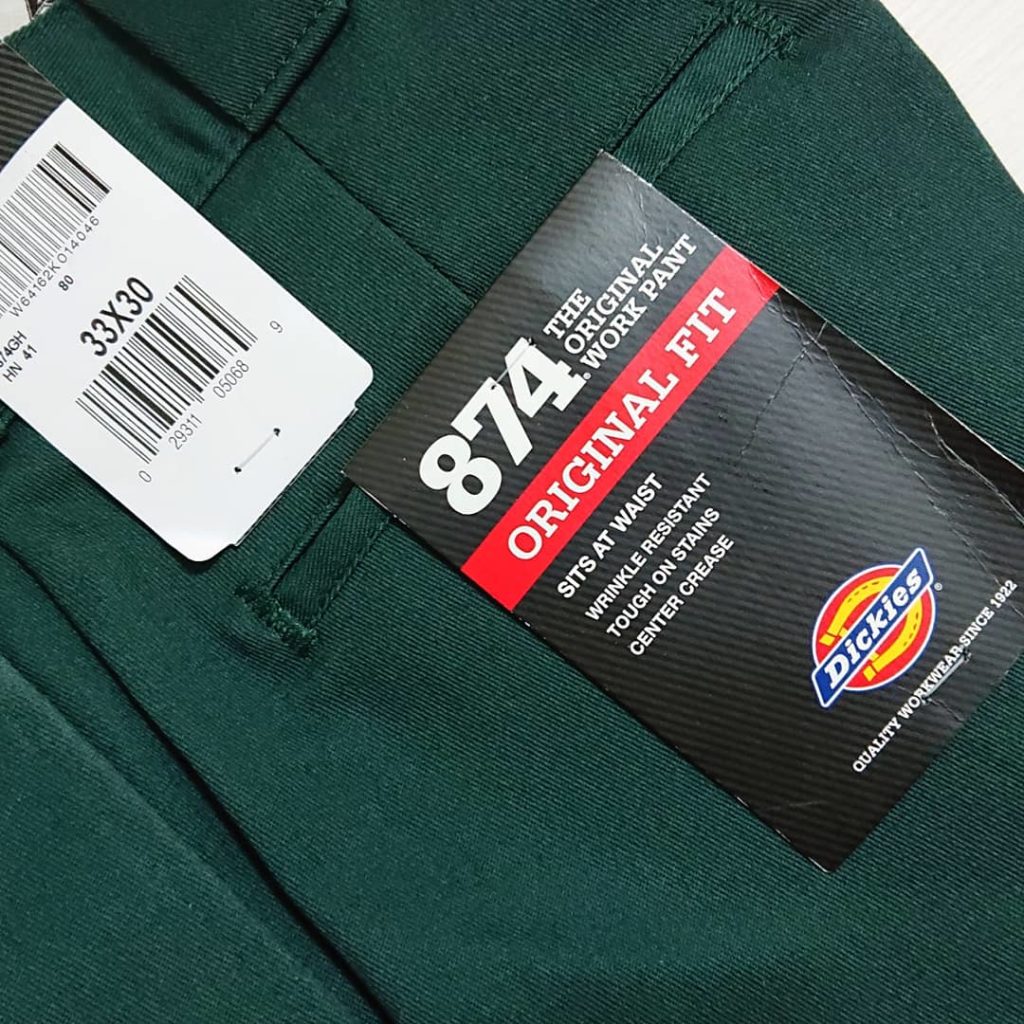 W64162K014046
80
874GH
HN 41
33X30
0 29311 05068 9
874
THE
ORIGINAL
WORK PANT
ORIGINAL FIT
SITS AT WAIST
WRINKLE RESISTANT
TOUGH ON STAINS
CENTER CREASE
Dickies®
QUALITY WORKWEAR SINCE 1922